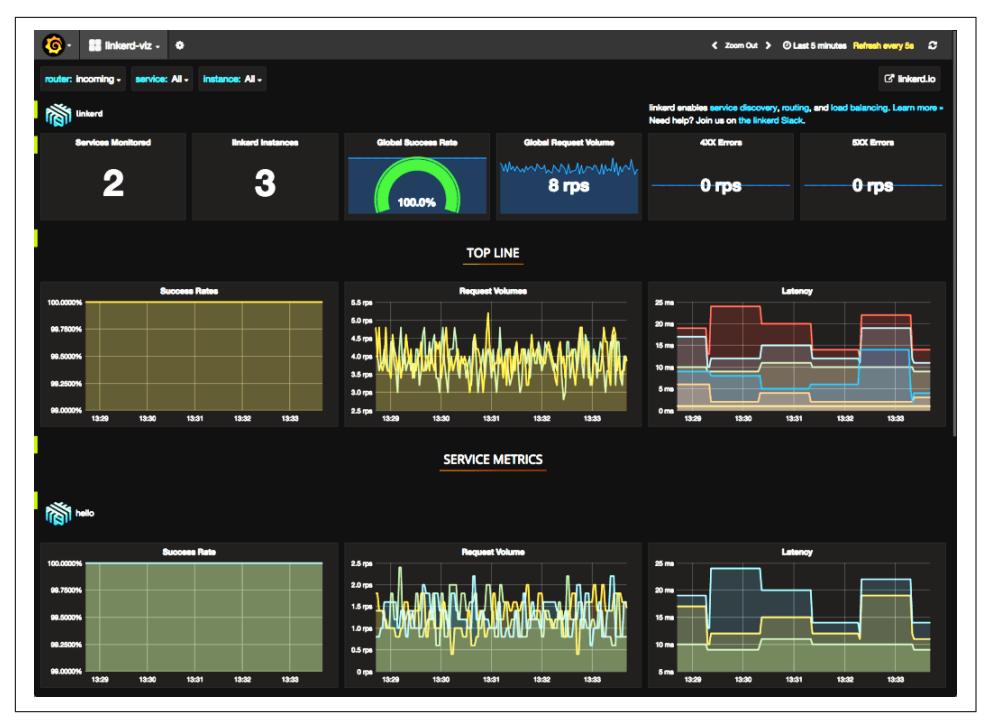 linkerd-viz
Zoom Out
Last 5 minutes Refresh every 5s
router: incoming
service: All
instance: All
linkerd.io
linkerd
linkerd enables service discovery, routing, and load balancing. Learn more »
Need help? Join us on the linkerd Slack.
Services Monitored
2
linkerd Instances
3
Global Success Rate
100.0%
Global Request Volume
8 rps
4XX Errors
0 rps
5XX Errors
0 rps
TOP LINE
Success Rates
100.0000%
99.7500%
99.5000%
99.2500%
99.0000%
13:29 13:30 13:31 13:32 13:33
Request Volumes
5.5 rps
5.0 rps
4.5 rps
4.0 rps
3.5 rps
3.0 rps
2.5 rps
13:29 13:30 13:31 13:32 13:33
Latency
25 ms
20 ms
15 ms
10 ms
5 ms
0 ms
13:29 13:30 13:31 13:32 13:33
SERVICE METRICS
hello
Success Rate
100.0000%
99.7500%
99.5000%
99.2500%
99.0000%
13:29 13:30 13:31 13:32 13:33
Request Volume
2.5 rps
2.0 rps
1.5 rps
1.0 rps
0.5 rps
0 rps
13:29 13:30 13:31 13:32 13:33
Latency
25 ms
20 ms
15 ms
10 ms
5 ms
13:29 13:30 13:31 13:32 13:33